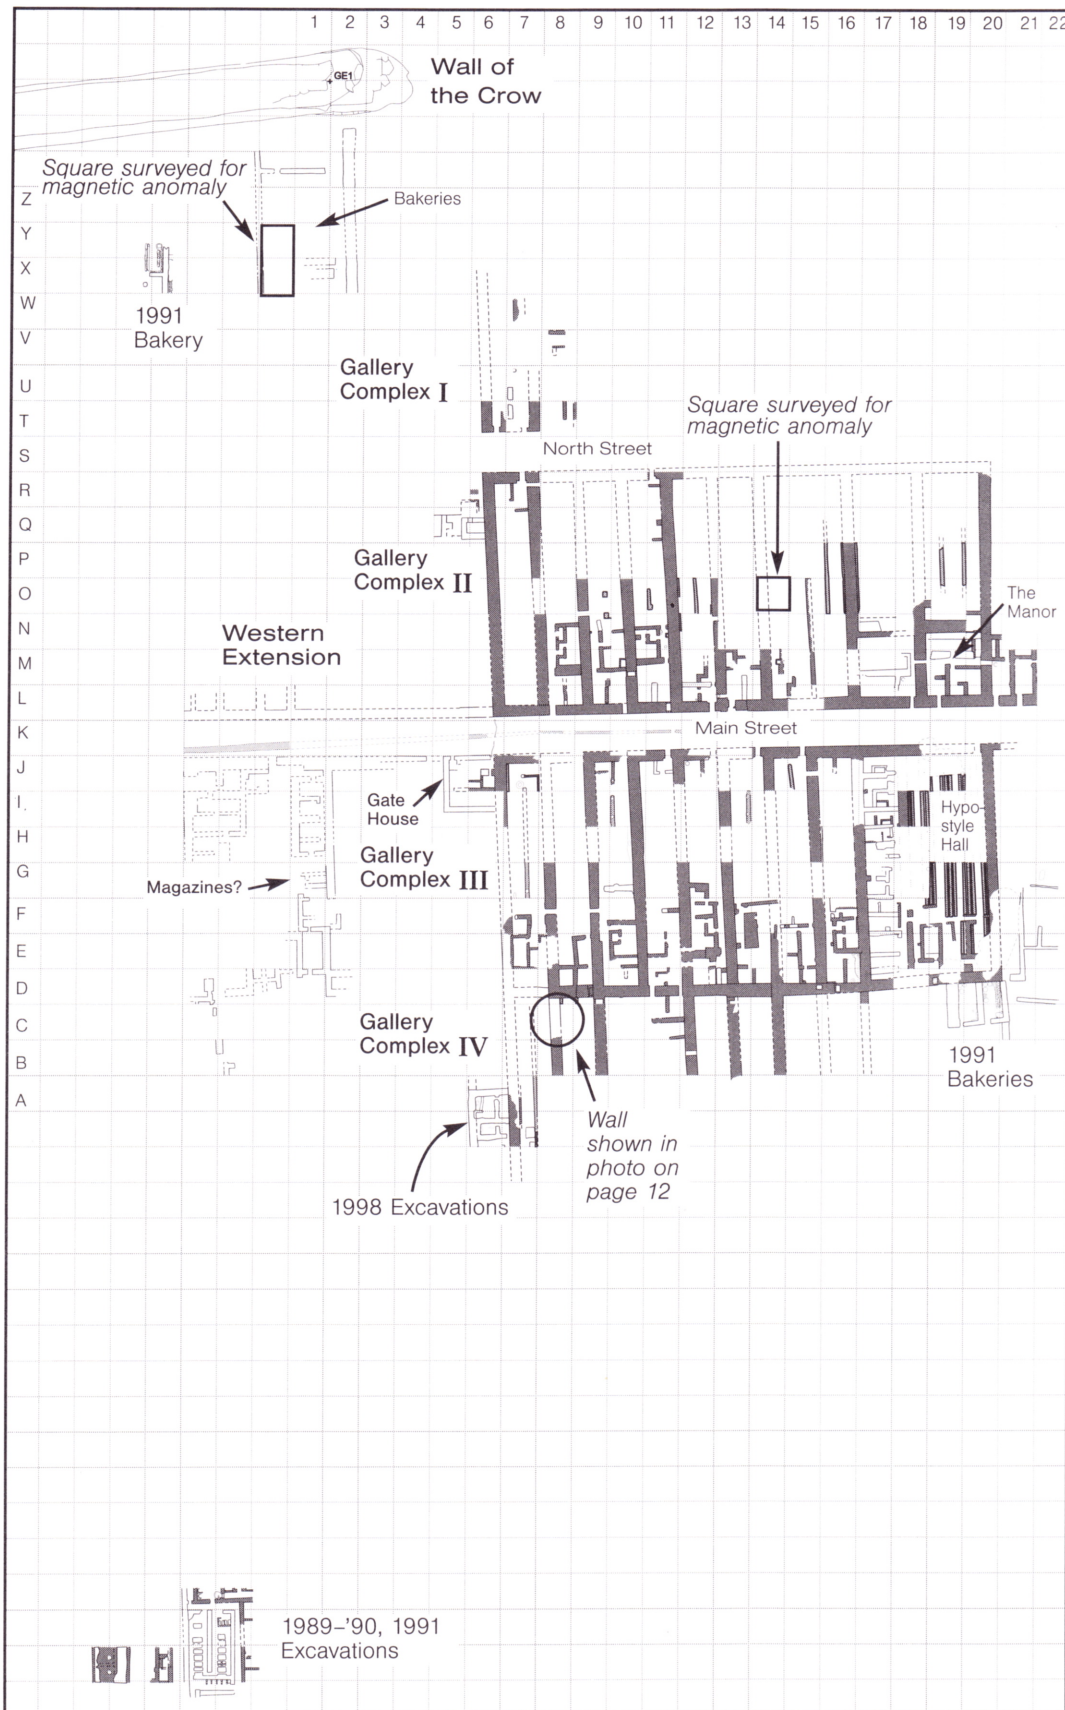 1 2 3 4 5 6 7 8 9 10 11 12 13 14 15 16 17 18 19 20 21 22
Wall of
the Crow
GE1
Square surveyed for
magnetic anomaly
Bakeries
Z
Y
X
W
V
U
T
S
R
Q
P
O
N
M
L
K
J
I
H
G
F
E
D
C
B
A
1991
Bakery
Gallery
Complex I
Square surveyed for
magnetic anomaly
North Street
Gallery
Complex II
The
Manor
Western
Extension
Main Street
Gate
House
Hypo-
style
Hall
Gallery
Complex III
Magazines?
Gallery
Complex IV
1991
Bakeries
Wall
shown in
photo on
page 12
1998 Excavations
1989–'90, 1991
Excavations